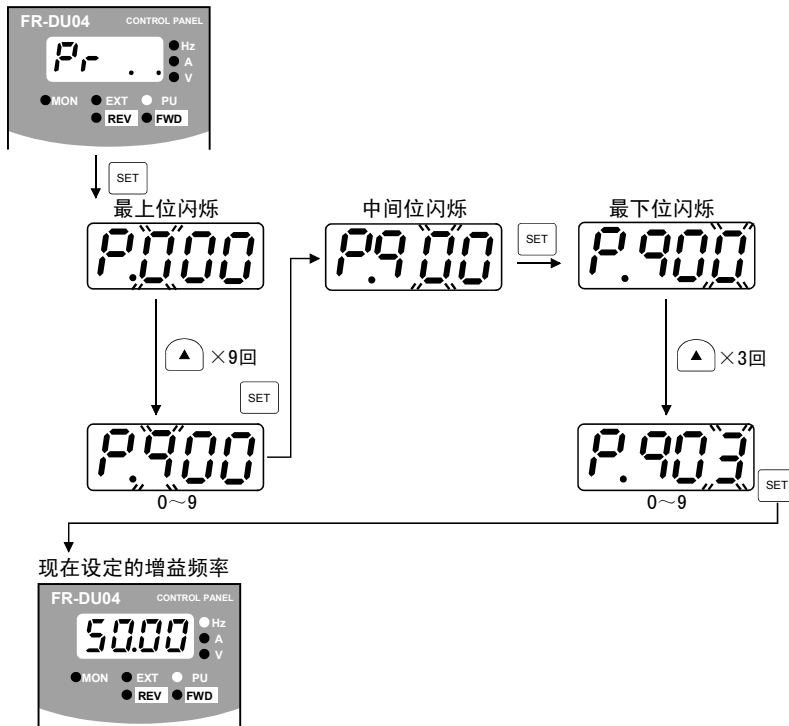 FR-DU04 CONTROL PANEL
Pr ..
Hz
A
V
MON EXT PU
REV FWD
SET
最上位闪烁 中间位闪烁 最下位闪烁
P.000 P.900 SET P.900
▲ ×9回 ▲ ×3回
SET
P.900 P.903
SET
0～9 0～9
现在设定的增益频率
FR-DU04 CONTROL PANEL
50.00
Hz
A
V
MON EXT PU
REV FWD